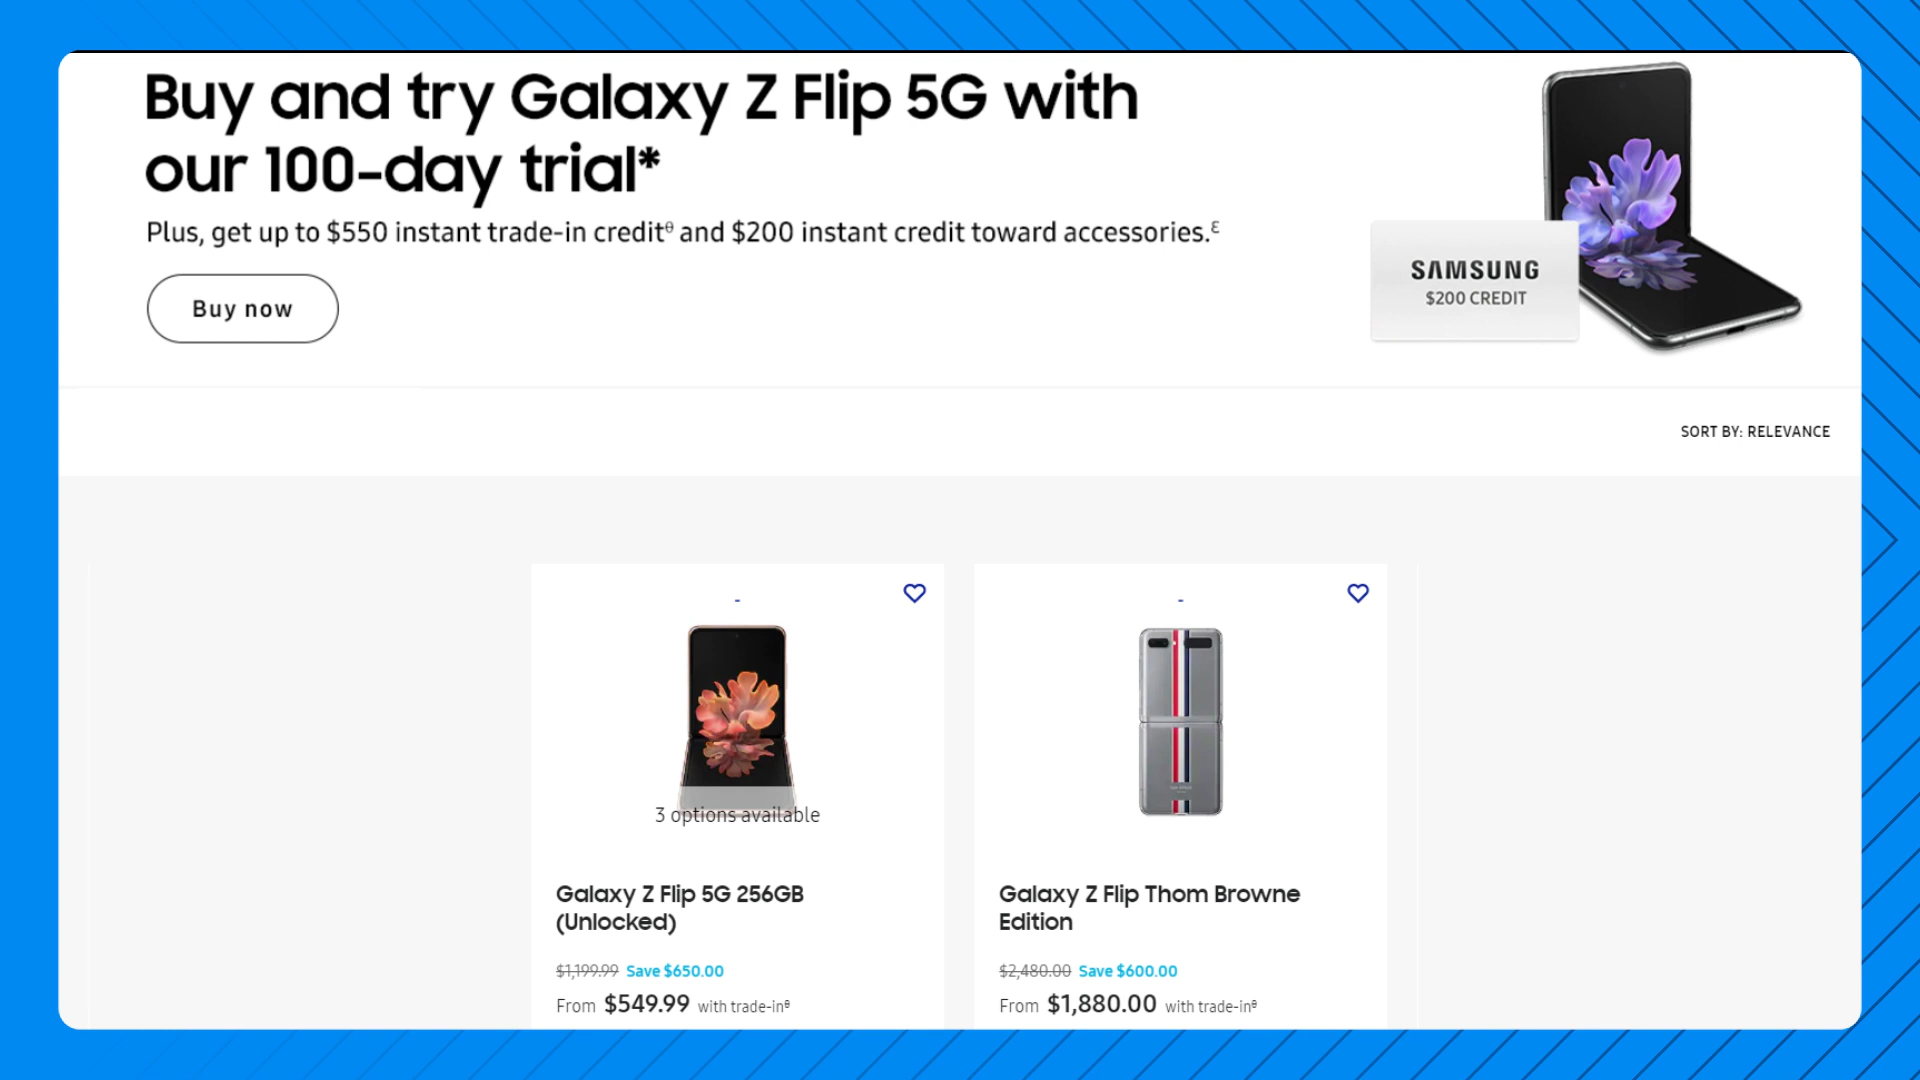 Buy and try Galaxy Z Flip 5G with
our 100-day trial*
Plus, get up to $550 instant trade-in creditᶿ and $200 instant credit toward accessories.ᵋ
Buy now
SAMSUNG
$200 CREDIT
SORT BY: RELEVANCE
-
3 options available
Galaxy Z Flip 5G 256GB
(Unlocked)
$1,199.99 Save $650.00
From $549.99 with trade-inᶿ
-
Galaxy Z Flip Thom Browne
Edition
$2,480.00 Save $600.00
From $1,880.00 with trade-inᶿ